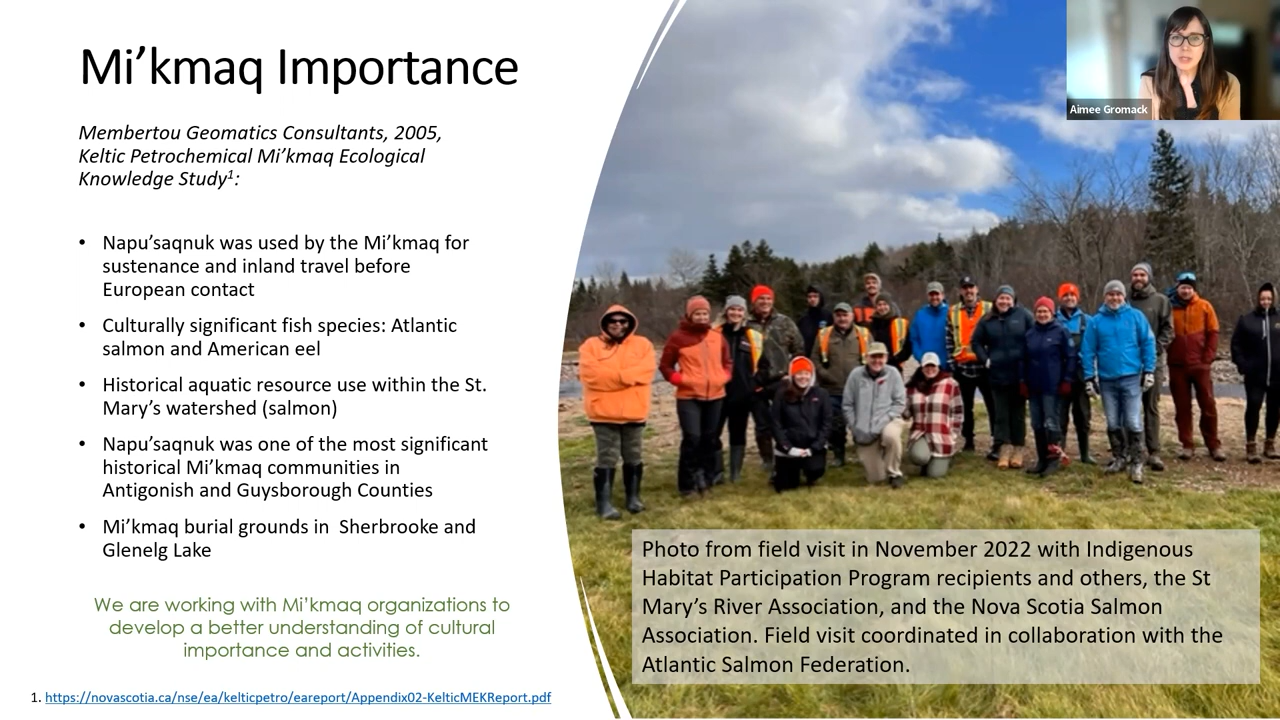 Mi’kmaq Importance
Membertou Geomatics Consultants, 2005,
Keltic Petrochemical Mi’kmaq Ecological
Knowledge Study1:
• Napu’saqnuk was used by the Mi’kmaq for
sustenance and inland travel before
European contact
• Culturally significant fish species: Atlantic
salmon and American eel
• Historical aquatic resource use within the St.
Mary’s watershed (salmon)
• Napu’saqnuk was one of the most significant
historical Mi’kmaq communities in
Antigonish and Guysborough Counties
• Mi’kmaq burial grounds in Sherbrooke and
Glenelg Lake
We are working with Mi’kmaq organizations to
develop a better understanding of cultural
importance and activities.
1. https://novascotia.ca/nse/ea/kelticpetro/eareport/Appendix02-KelticMEKReport.pdf
Aimee Gromack
Photo from field visit in November 2022 with Indigenous
Habitat Participation Program recipients and others, the St
Mary’s River Association, and the Nova Scotia Salmon
Association. Field visit coordinated in collaboration with the
Atlantic Salmon Federation.